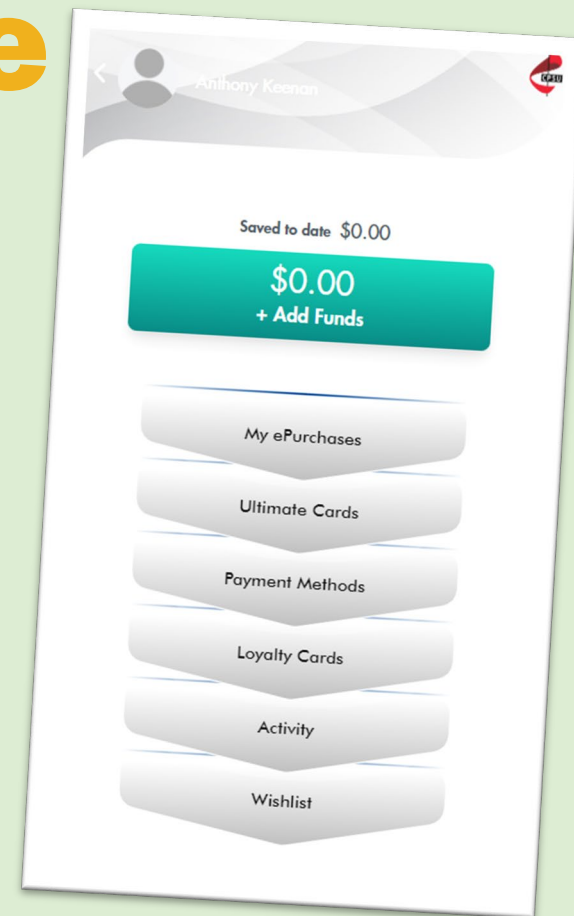 e
Anthony Keenan
CPSU
Saved to date $0.00
$0.00
+ Add Funds
My ePurchases
Ultimate Cards
Payment Methods
Loyalty Cards
Activity
Wishlist